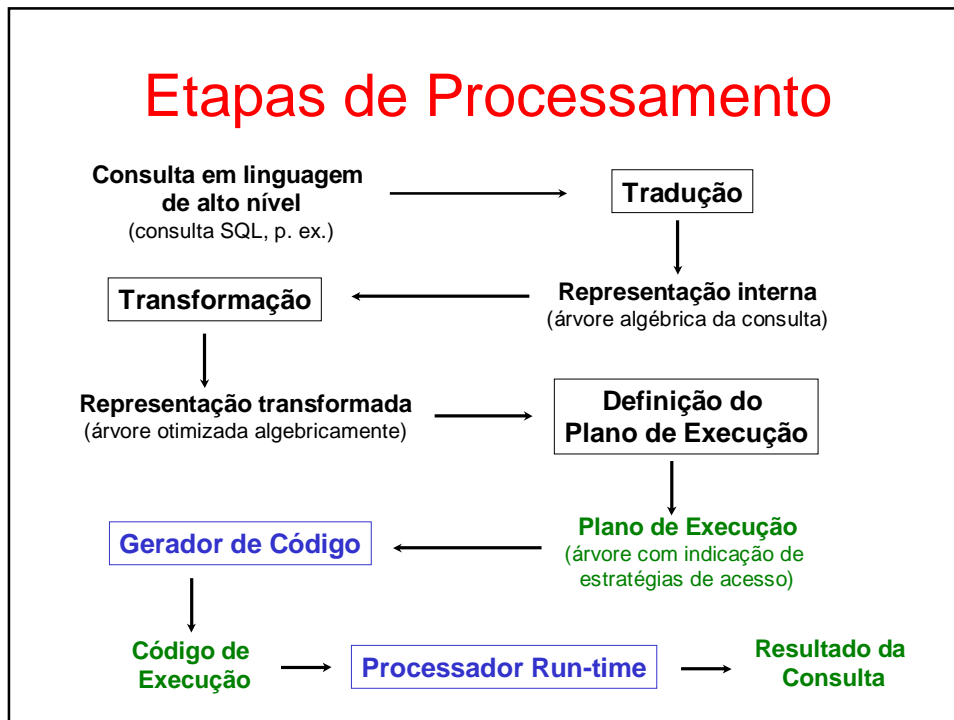 Etapas de Processamento
Consulta em linguagem
de alto nível
(consulta SQL, p. ex.)
Tradução
Representação interna
(árvore algébrica da consulta)
Transformação
Representação transformada
(árvore otimizada algebricamente)
Definição do
Plano de Execução
Plano de Execução
(árvore com indicação de
estratégias de acesso)
Gerador de Código
Código de
Execução
Processador Run-time
Resultado da
Consulta